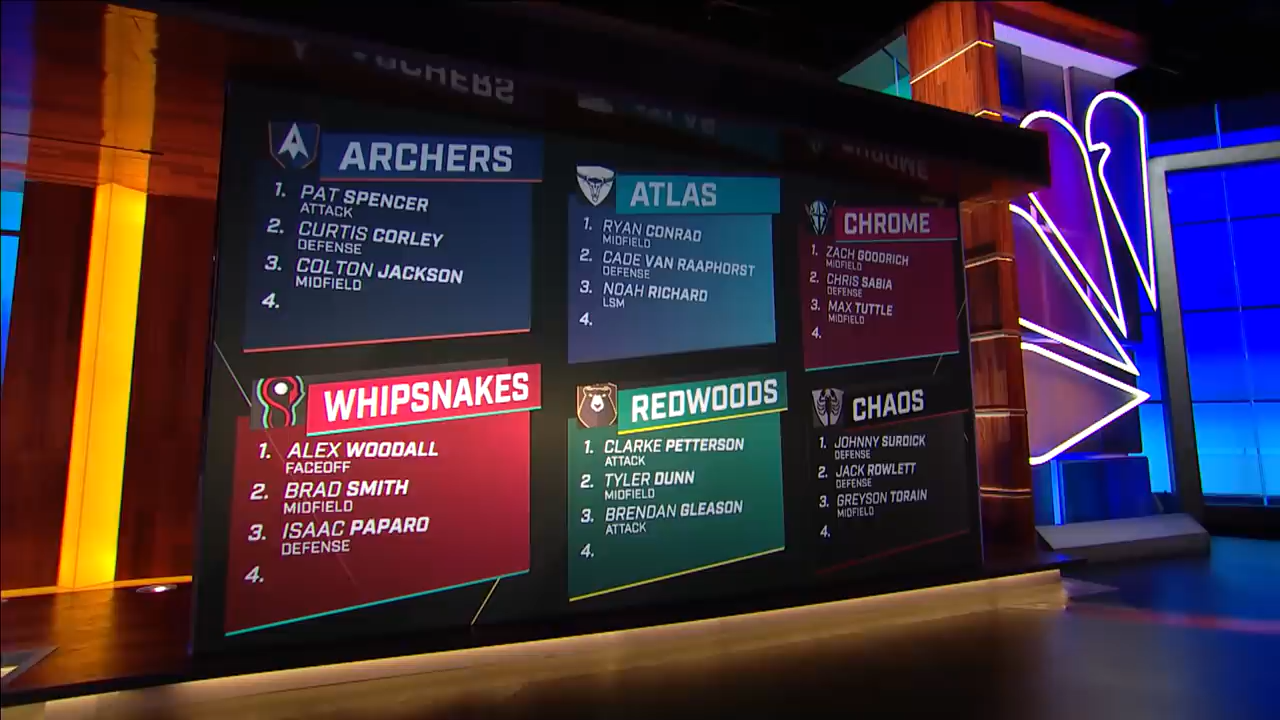 ARCHERS
1. PAT SPENCER
ATTACK
2. CURTIS CORLEY
DEFENSE
3. COLTON JACKSON
MIDFIELD
4.
ATLAS
1. RYAN CONRAD
MIDFIELD
2. CADE VAN RAAPHORST
DEFENSE
3. NOAH RICHARD
LSM
4.
CHROME
1. ZACH GOODRICH
MIDFIELD
2. CHRIS SABIA
DEFENSE
3. MAX TUTTLE
MIDFIELD
4.
WHIPSNAKES
1. ALEX WOODALL
FACEOFF
2. BRAD SMITH
MIDFIELD
3. ISAAC PAPARO
DEFENSE
4.
REDWOODS
1. CLARKE PETTERSON
ATTACK
2. TYLER DUNN
MIDFIELD
3. BRENDAN GLEASON
ATTACK
4.
CHAOS
1. JOHNNY SURDICK
DEFENSE
2. JACK ROWLETT
DEFENSE
3. GREYSON TORAIN
MIDFIELD
4.